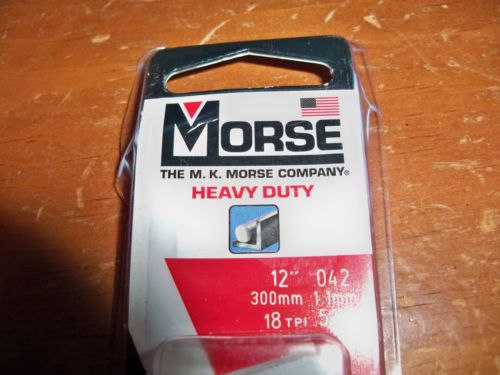 MORSE
THE M. K. MORSE COMPANY®
HEAVY DUTY
12" .042
300mm 1.1mm
18 TPI